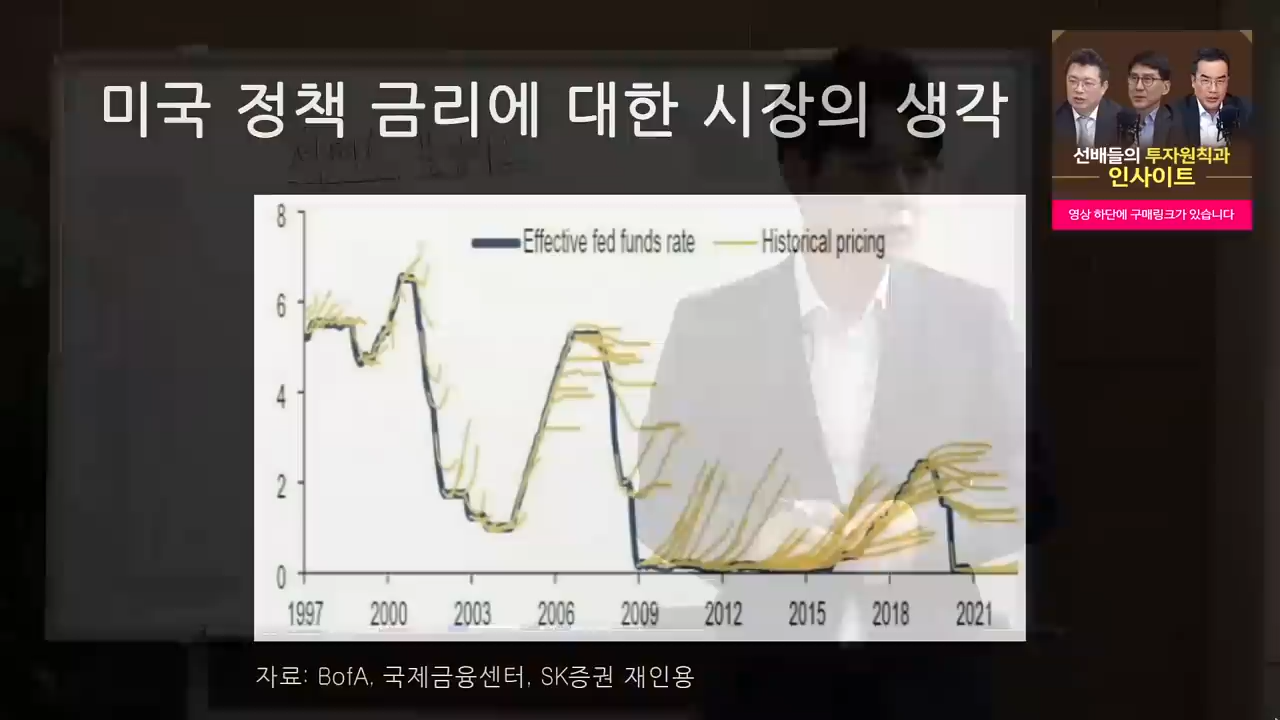 미국 정책 금리에 대한 시장의 생각
선배들의 투자원칙과
인사이트
영상 하단에 구매링크가 있습니다
Effective fed funds rate
Historical pricing
8
6
4
2
0
1997 2000 2003 2006 2009 2012 2015 2018 2021
자료: BofA, 국제금융센터, SK증권 재인용